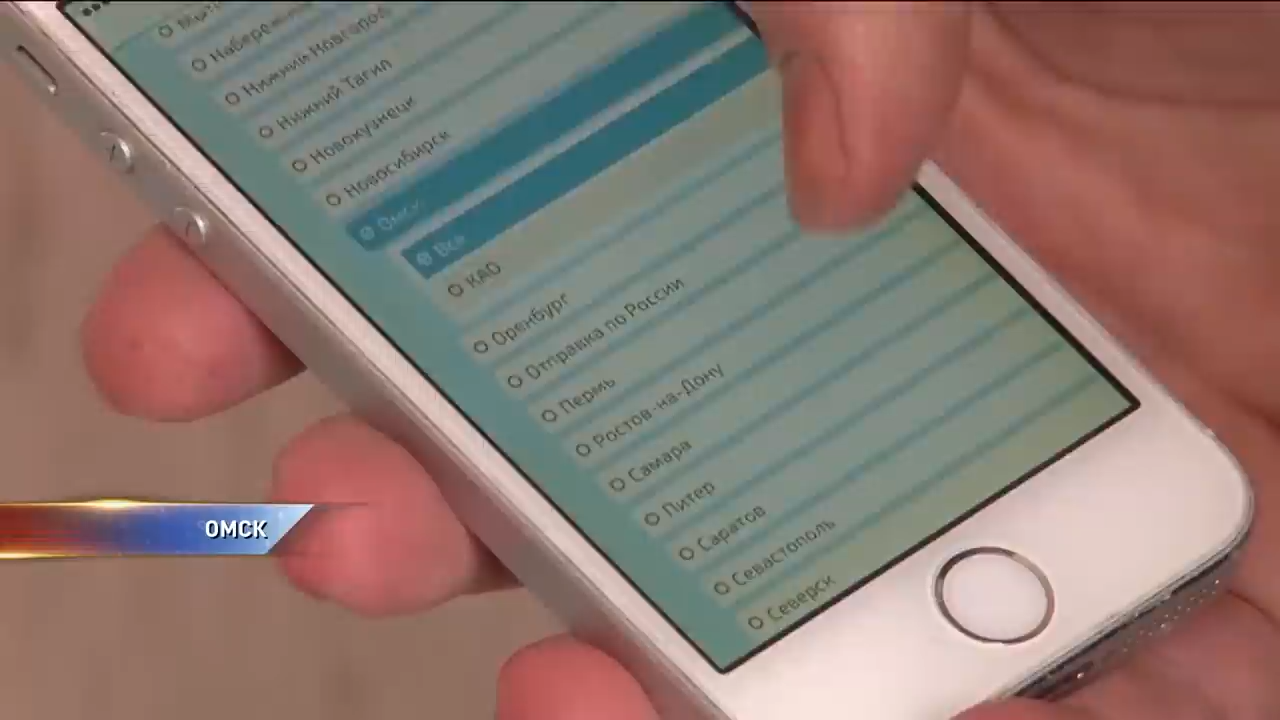 Нижний Новгород
Нижний Тагил
Новокузнецк
Новосибирск
Омск
Все
КАО
Оренбург
Отправка по России
Пермь
Ростов-на-Дону
Самара
Питер
Саратов
Севастополь
Северск
ОМСК